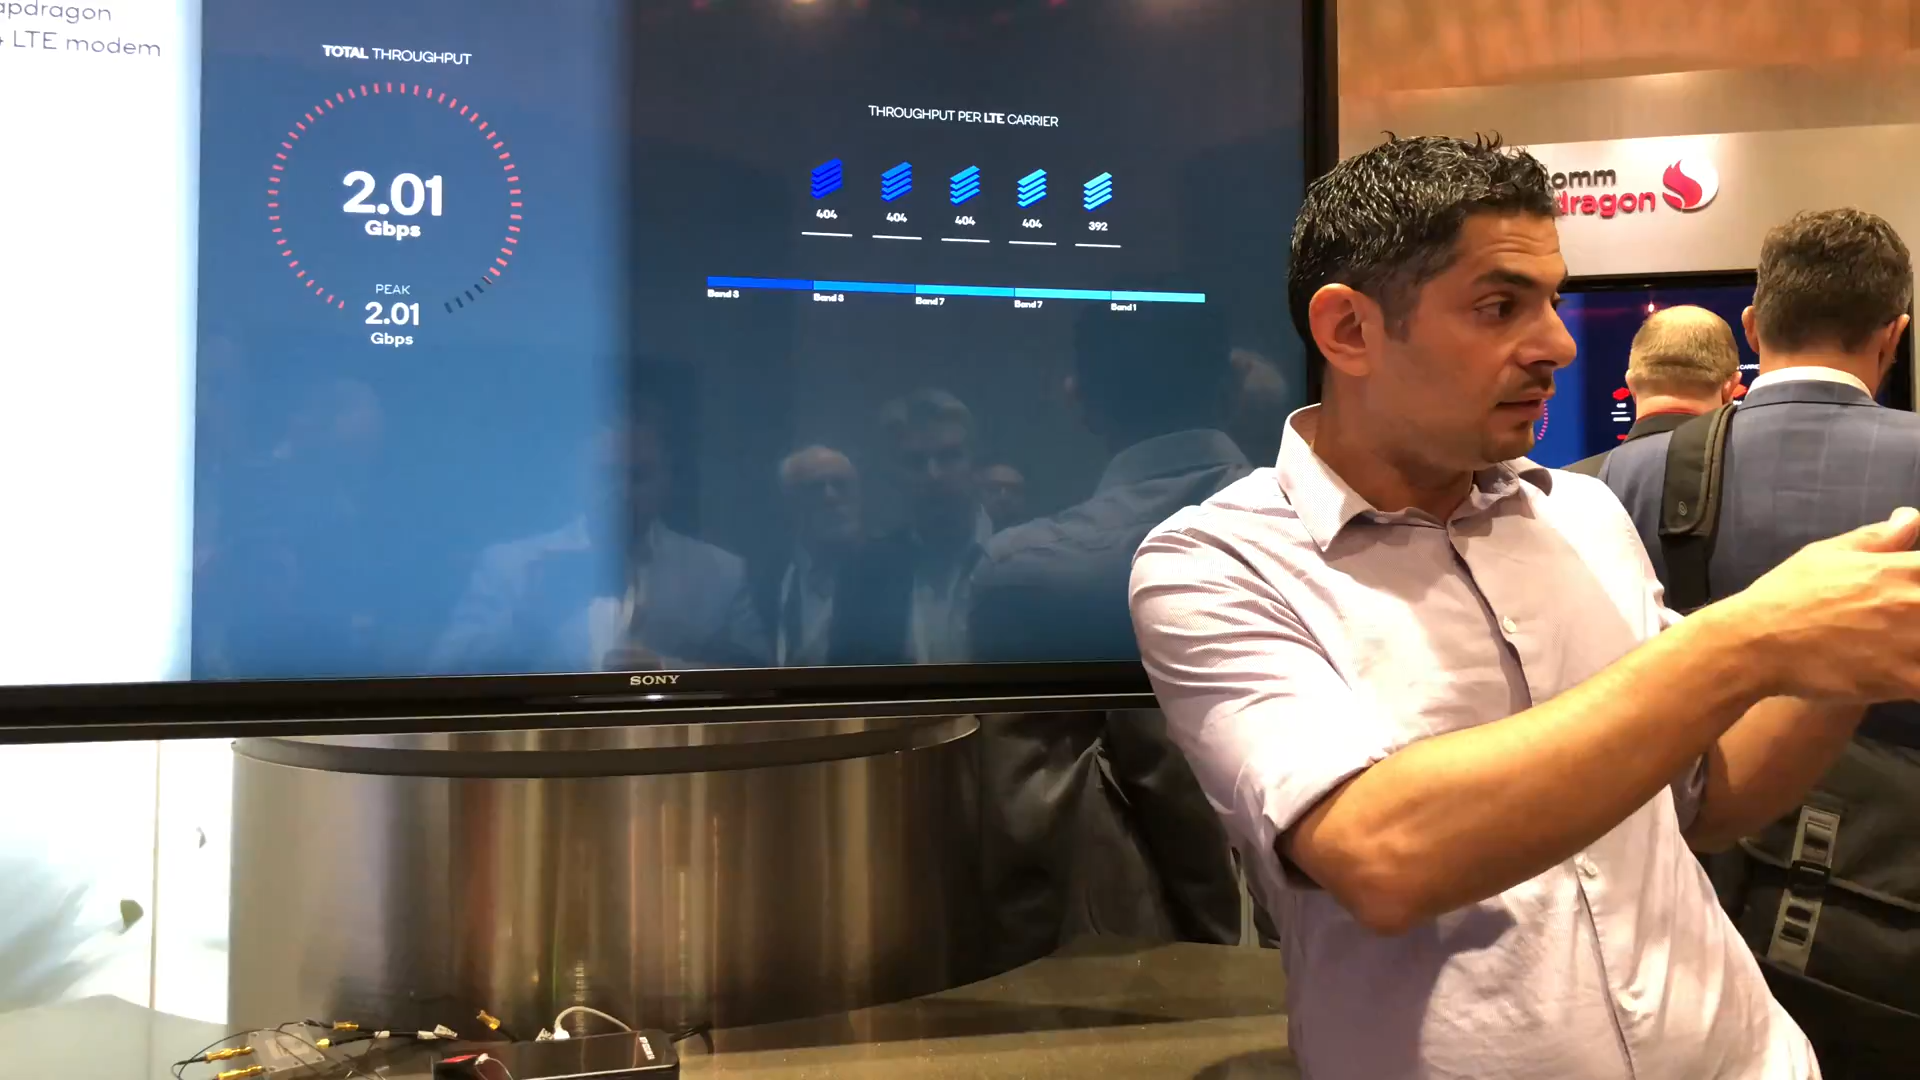 apdragon
LTE modem
TOTAL THROUGHPUT
2.01
Gbps
PEAK
2.01
Gbps
THROUGHPUT PER LTE CARRIER
404 404 404 404 392
Band 3 Band 3 Band 7 Band 7 Band 1
SONY
omm
dragon